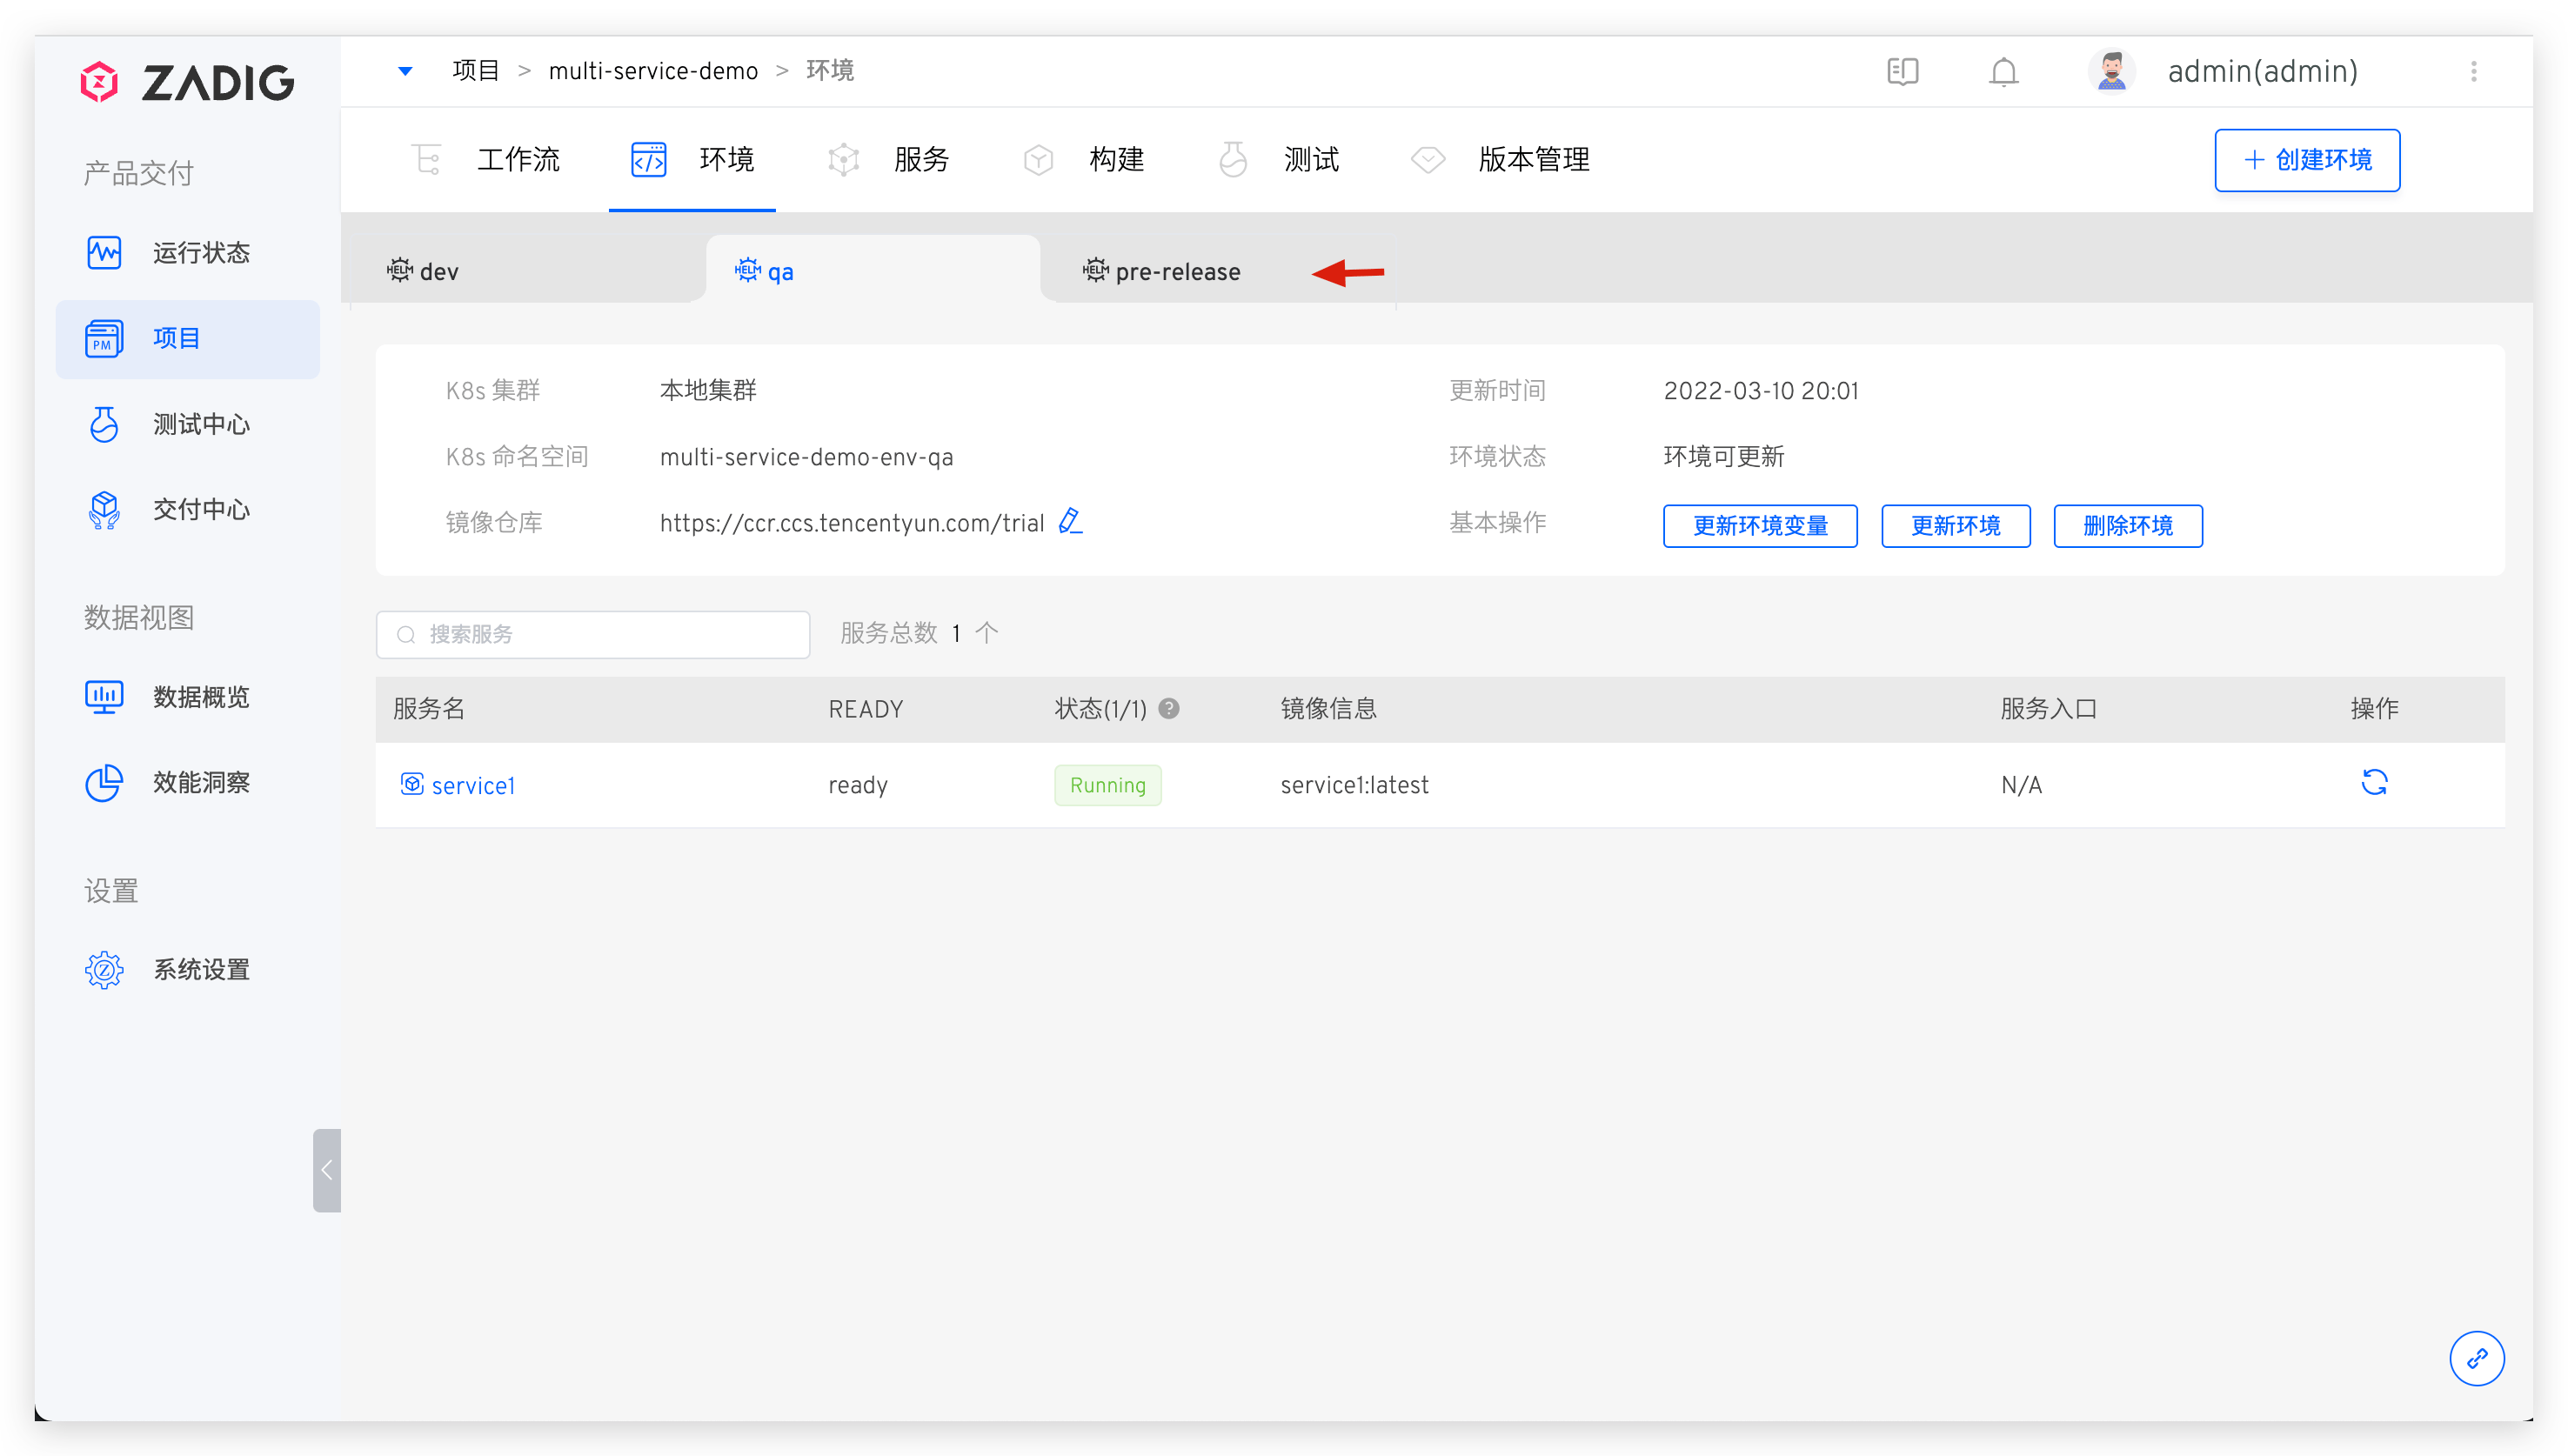 ZADIG
项目 > multi-service-demo > 环境
admin(admin)
产品交付
运行状态
PM 项目
测试中心
交付中心
数据视图
数据概览
效能洞察
设置
系统设置
工作流
环境
服务
构建
测试
版本管理
+ 创建环境
HELM dev
HELM qa
HELM pre-release
K8s 集群 本地集群
更新时间 2022-03-10 20:01
K8s 命名空间 multi-service-demo-env-qa
环境状态 环境可更新
镜像仓库 https://ccr.ccs.tencentyun.com/trial
基本操作 更新环境变量 更新环境 删除环境
搜索服务
服务总数 1 个
服务名 READY 状态(1/1) ? 镜像信息 服务入口 操作
service1 ready Running service1:latest N/A